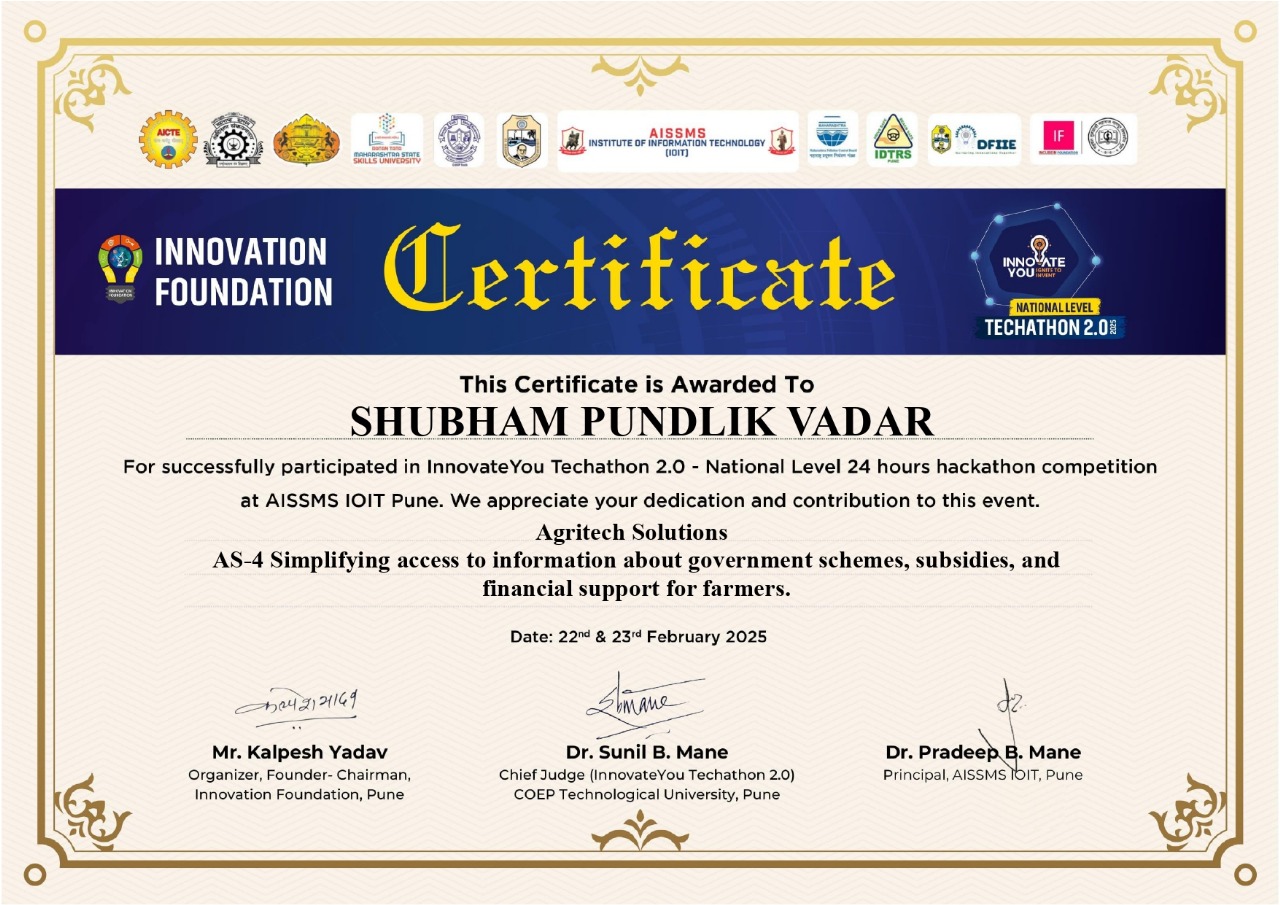 AICTE
RATAN TATA
MAHARASHTRA STATE
SKILLS UNIVERSITY
AISSMS
INSTITUTE OF INFORMATION TECHNOLOGY
(IOIT)
IDTRS
PUNE
DFIIE
IF
INNOVATION
FOUNDATION
Certificate
INNOVATE
YOU
IGNITE TO
INVENT
NATIONAL LEVEL
TECHATHON 2.0
2025
This Certificate is Awarded To
SHUBHAM PUNDLIK VADAR
For successfully participated in InnovateYou Techathon 2.0 - National Level 24 hours hackathon competition
at AISSMS IOIT Pune. We appreciate your dedication and contribution to this event.
Agritech Solutions
AS-4 Simplifying access to information about government schemes, subsidies, and
financial support for farmers.
Date: 22nd & 23rd February 2025
Mr. Kalpesh Yadav
Organizer, Founder- Chairman,
Innovation Foundation, Pune
Dr. Sunil B. Mane
Chief Judge (InnovateYou Techathon 2.0)
COEP Technological University, Pune
Dr. Pradeep B. Mane
Principal, AISSMS IOIT, Pune